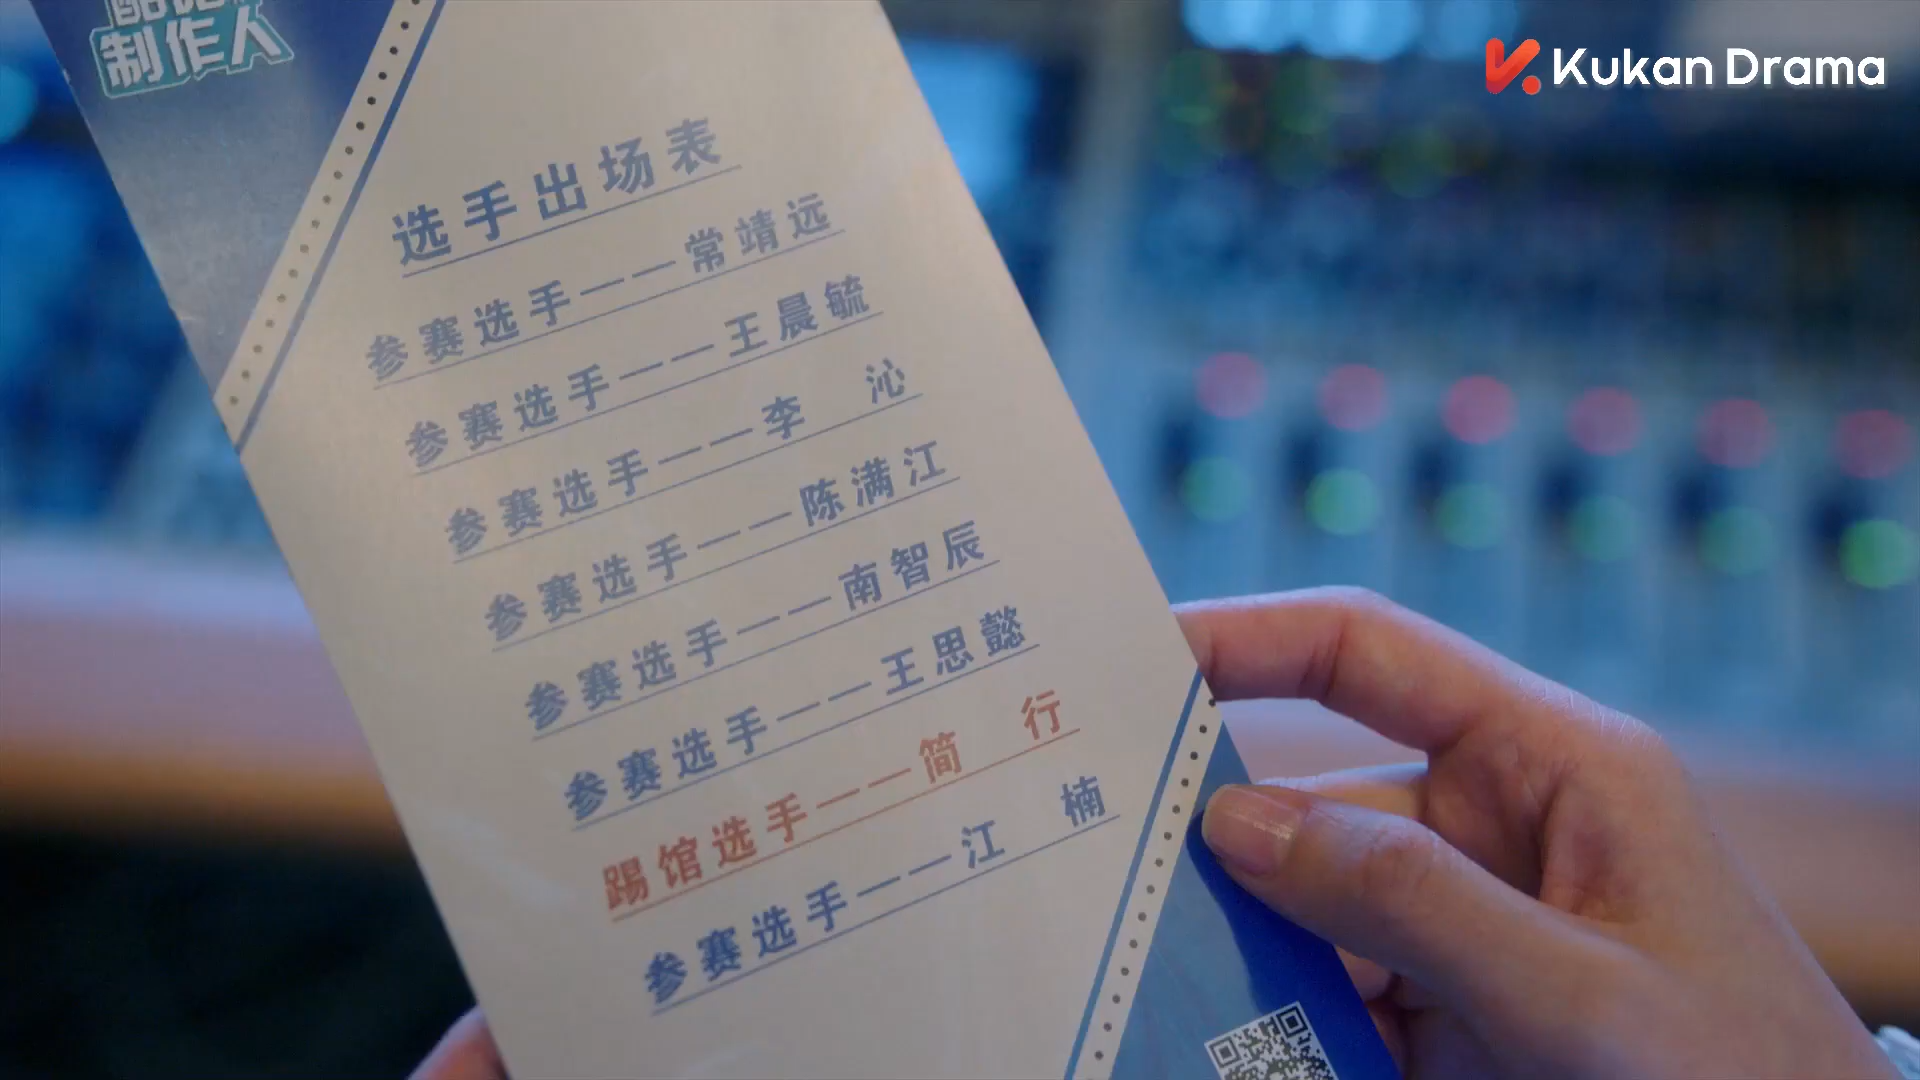 制作人
Kukan Drama
选手出场表
参赛选手——常靖远
参赛选手——王晨毓
参赛选手——李 沁
参赛选手——陈满江
参赛选手——南智辰
参赛选手——王思懿
踢馆选手——简 行
参赛选手——江 楠